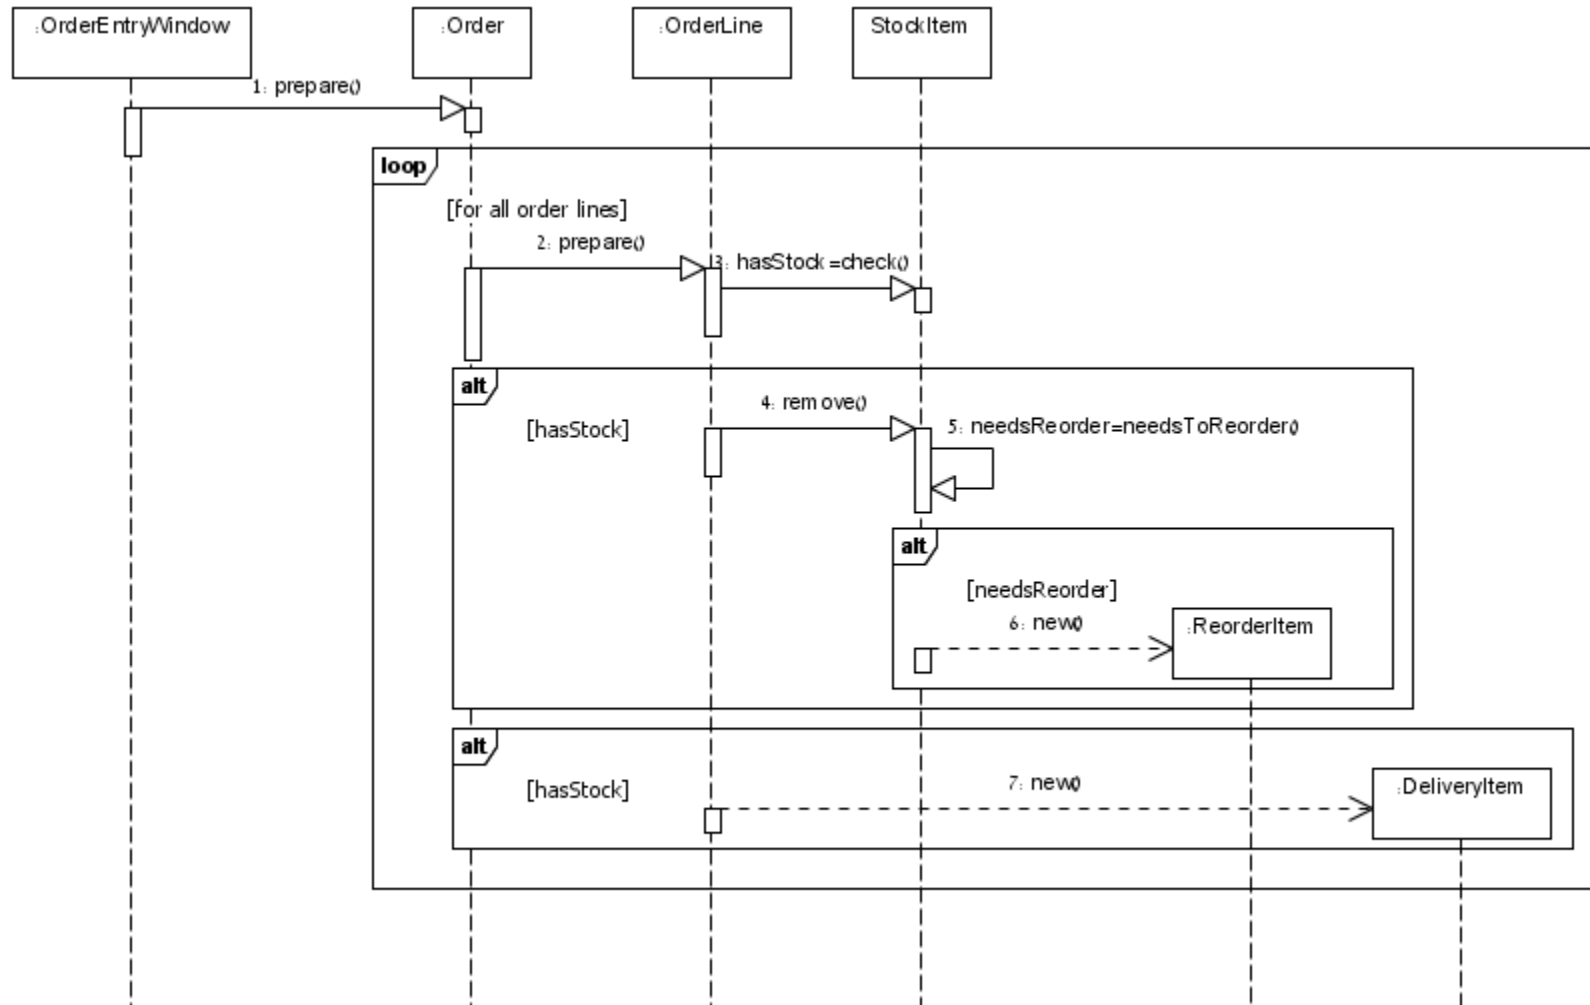 :OrderEntryWindow
:Order
:OrderLine
StockItem
1: prepare()
loop
[for all order lines]
2: prepare()
3: hasStock=check()
alt
[hasStock]
4: remove()
5: needsReorder=needsToReorder()
alt
[needsReorder]
6: new()
:ReorderItem
alt
[hasStock]
7: new()
:DeliveryItem